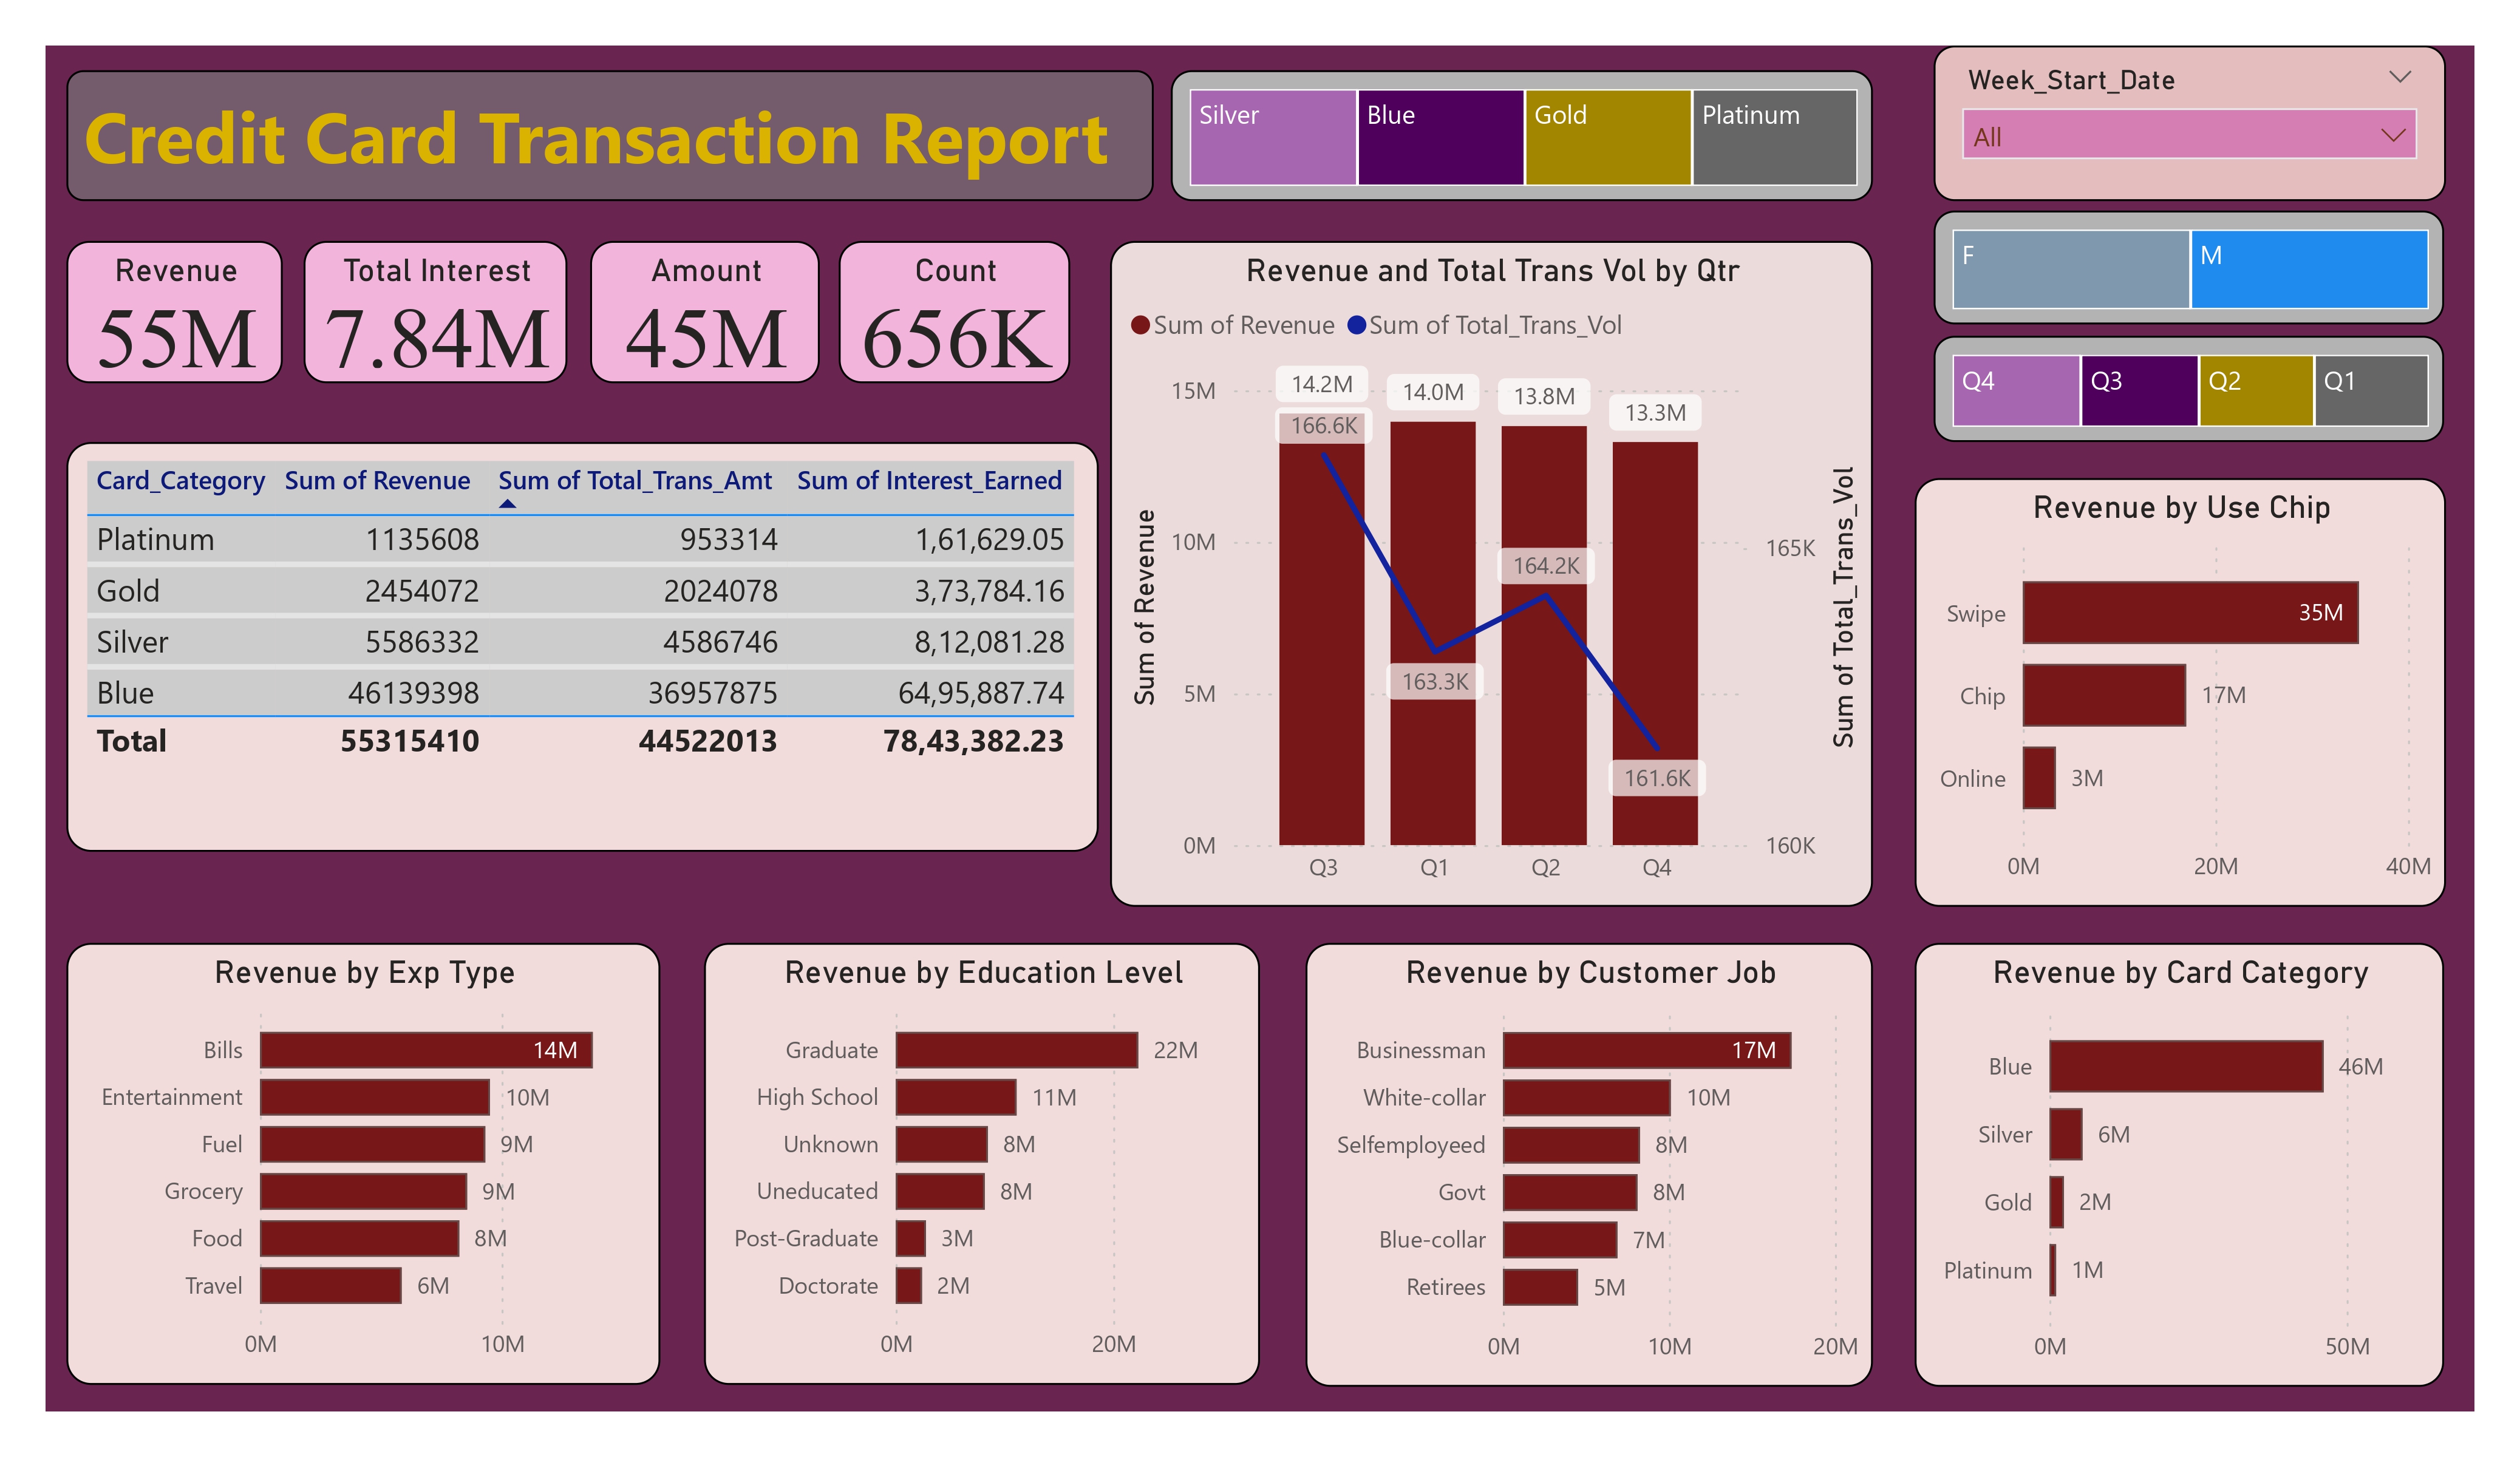 Credit Card Transaction Report
Silver Blue Gold Platinum
Week_Start_Date
All
F M
Q4 Q3 Q2 Q1
Revenue
55M
Total Interest
7.84M
Amount
45M
Count
656K
Card_Category Sum of Revenue Sum of Total_Trans_Amt Sum of Interest_Earned
Platinum 1135608 953314 1,61,629.05
Gold 2454072 2024078 3,73,784.16
Silver 5586332 4586746 8,12,081.28
Blue 46139398 36957875 64,95,887.74
Total 55315410 44522013 78,43,382.23
Revenue and Total Trans Vol by Qtr
Sum of Revenue Sum of Total_Trans_Vol
Sum of Revenue
15M
10M
5M
0M
14.2M 14.0M 13.8M 13.3M
166.6K 163.3K 164.2K 161.6K
Q3 Q1 Q2 Q4
165K
160K
Sum of Total_Trans_Vol
Revenue by Use Chip
Swipe 35M
Chip 17M
Online 3M
0M 20M 40M
Revenue by Exp Type
Bills 14M
Entertainment 10M
Fuel 9M
Grocery 9M
Food 8M
Travel 6M
0M 10M
Revenue by Education Level
Graduate 22M
High School 11M
Unknown 8M
Uneducated 8M
Post-Graduate 3M
Doctorate 2M
0M 20M
Revenue by Customer Job
Businessman 17M
White-collar 10M
Selfemployeed 8M
Govt 8M
Blue-collar 7M
Retirees 5M
0M 10M 20M
Revenue by Card Category
Blue 46M
Silver 6M
Gold 2M
Platinum 1M
0M 50M